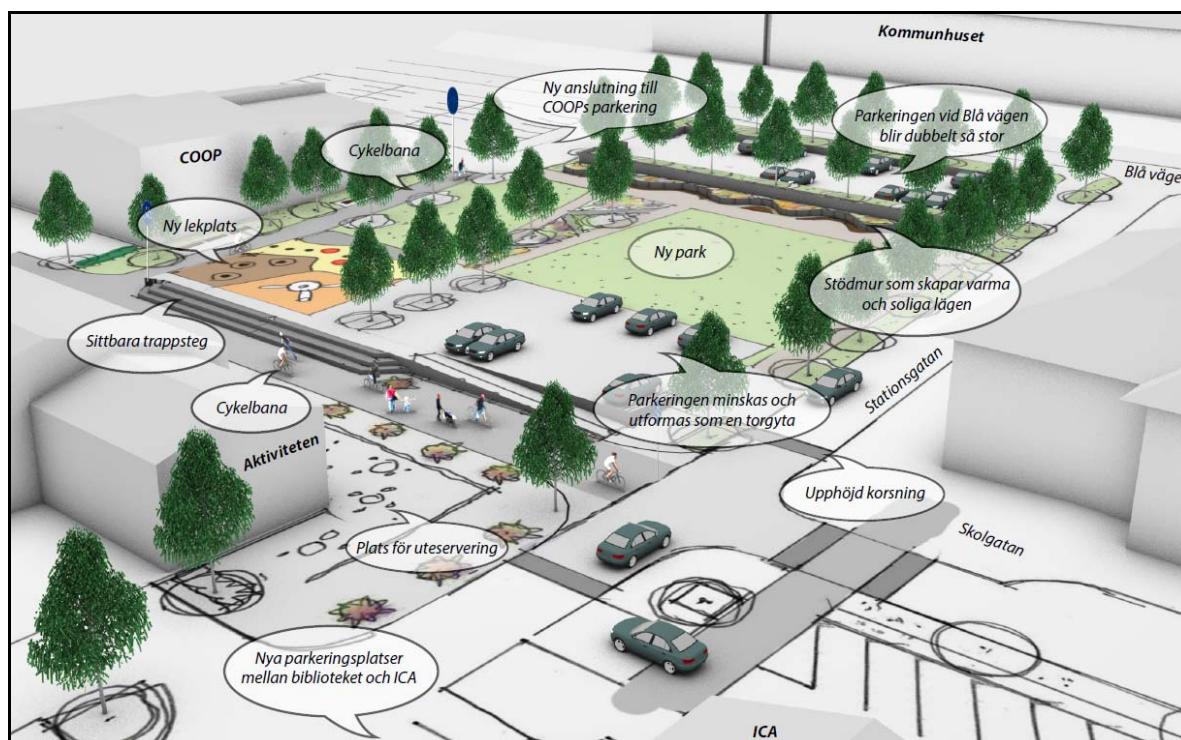 Kommunhuset
Ny anslutning till
COOPs parkering
Parkeringen vid Blå vägen
blir dubbelt så stor
Cykelbana
COOP
Blå väge
Ny lekplats
Ny park
Stödmur som skapar varma
och soliga lägen
Sittbara trappsteg
Stationsgatan
Cykelbana
Parkeringen minskas och
utformas som en torgyta
Aktiviteten
Upphöjd korsning
Skolgatan
Plats för uteservering
Nya parkeringsplatser
mellan biblioteket och ICA
ICA